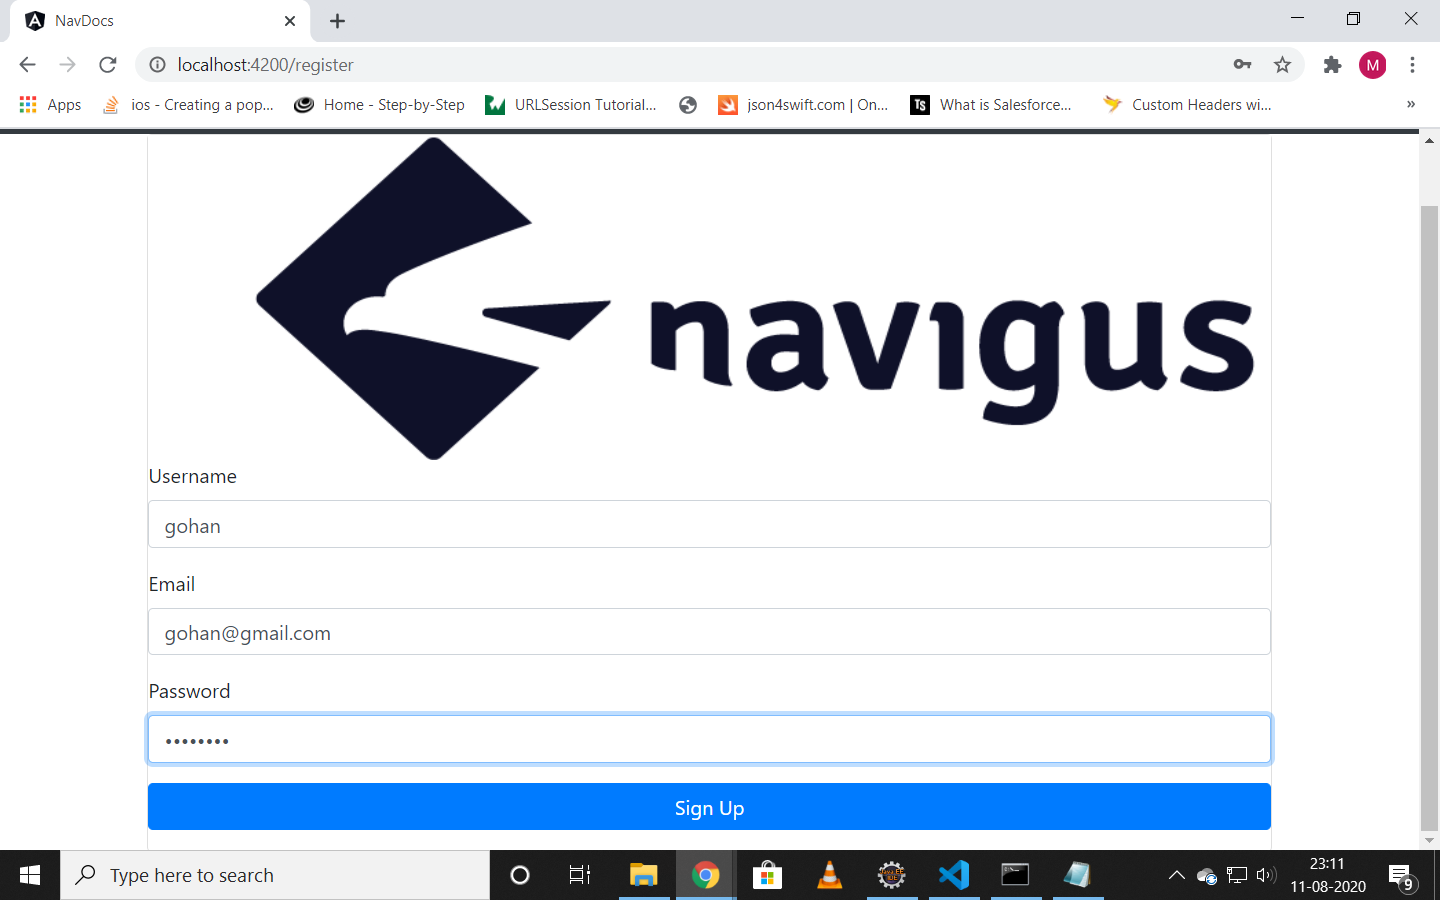 NavDocs
localhost:4200/register
M
Apps
ios - Creating a pop...
Home - Step-by-Step
URLSession Tutorial...
json4swift.com | On...
TS
What is Salesforce...
Custom Headers wi...
»
navigus
Username
gohan
Email
gohan@gmail.com
Password
••••••••
Sign Up
Type here to search
23:11
11-08-2020
9